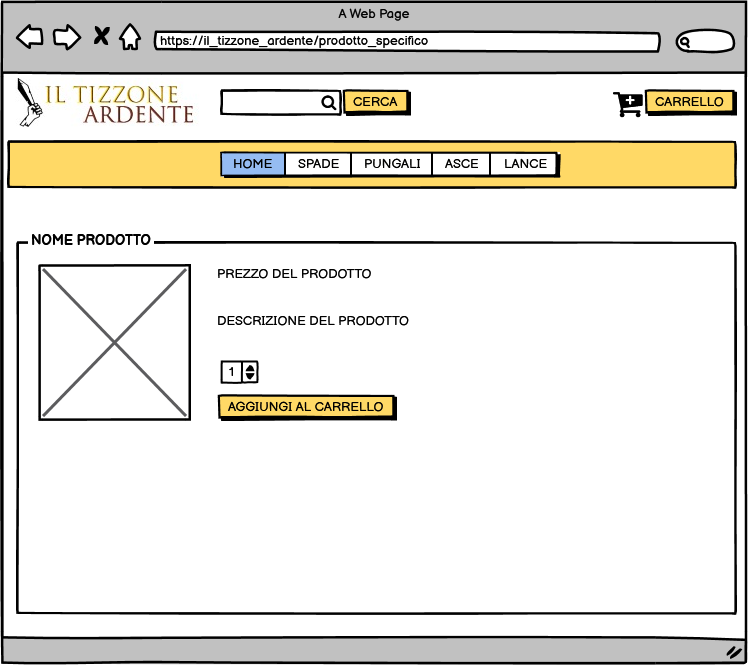 A Web Page
https://il_tizzone_ardente/prodotto_specifico
IL TIZZONE
ARDENTE
CERCA
CARRELLO
HOME SPADE PUNGALI ASCE LANCE
NOME PRODOTTO
PREZZO DEL PRODOTTO
DESCRIZIONE DEL PRODOTTO
1
AGGIUNGI AL CARRELLO